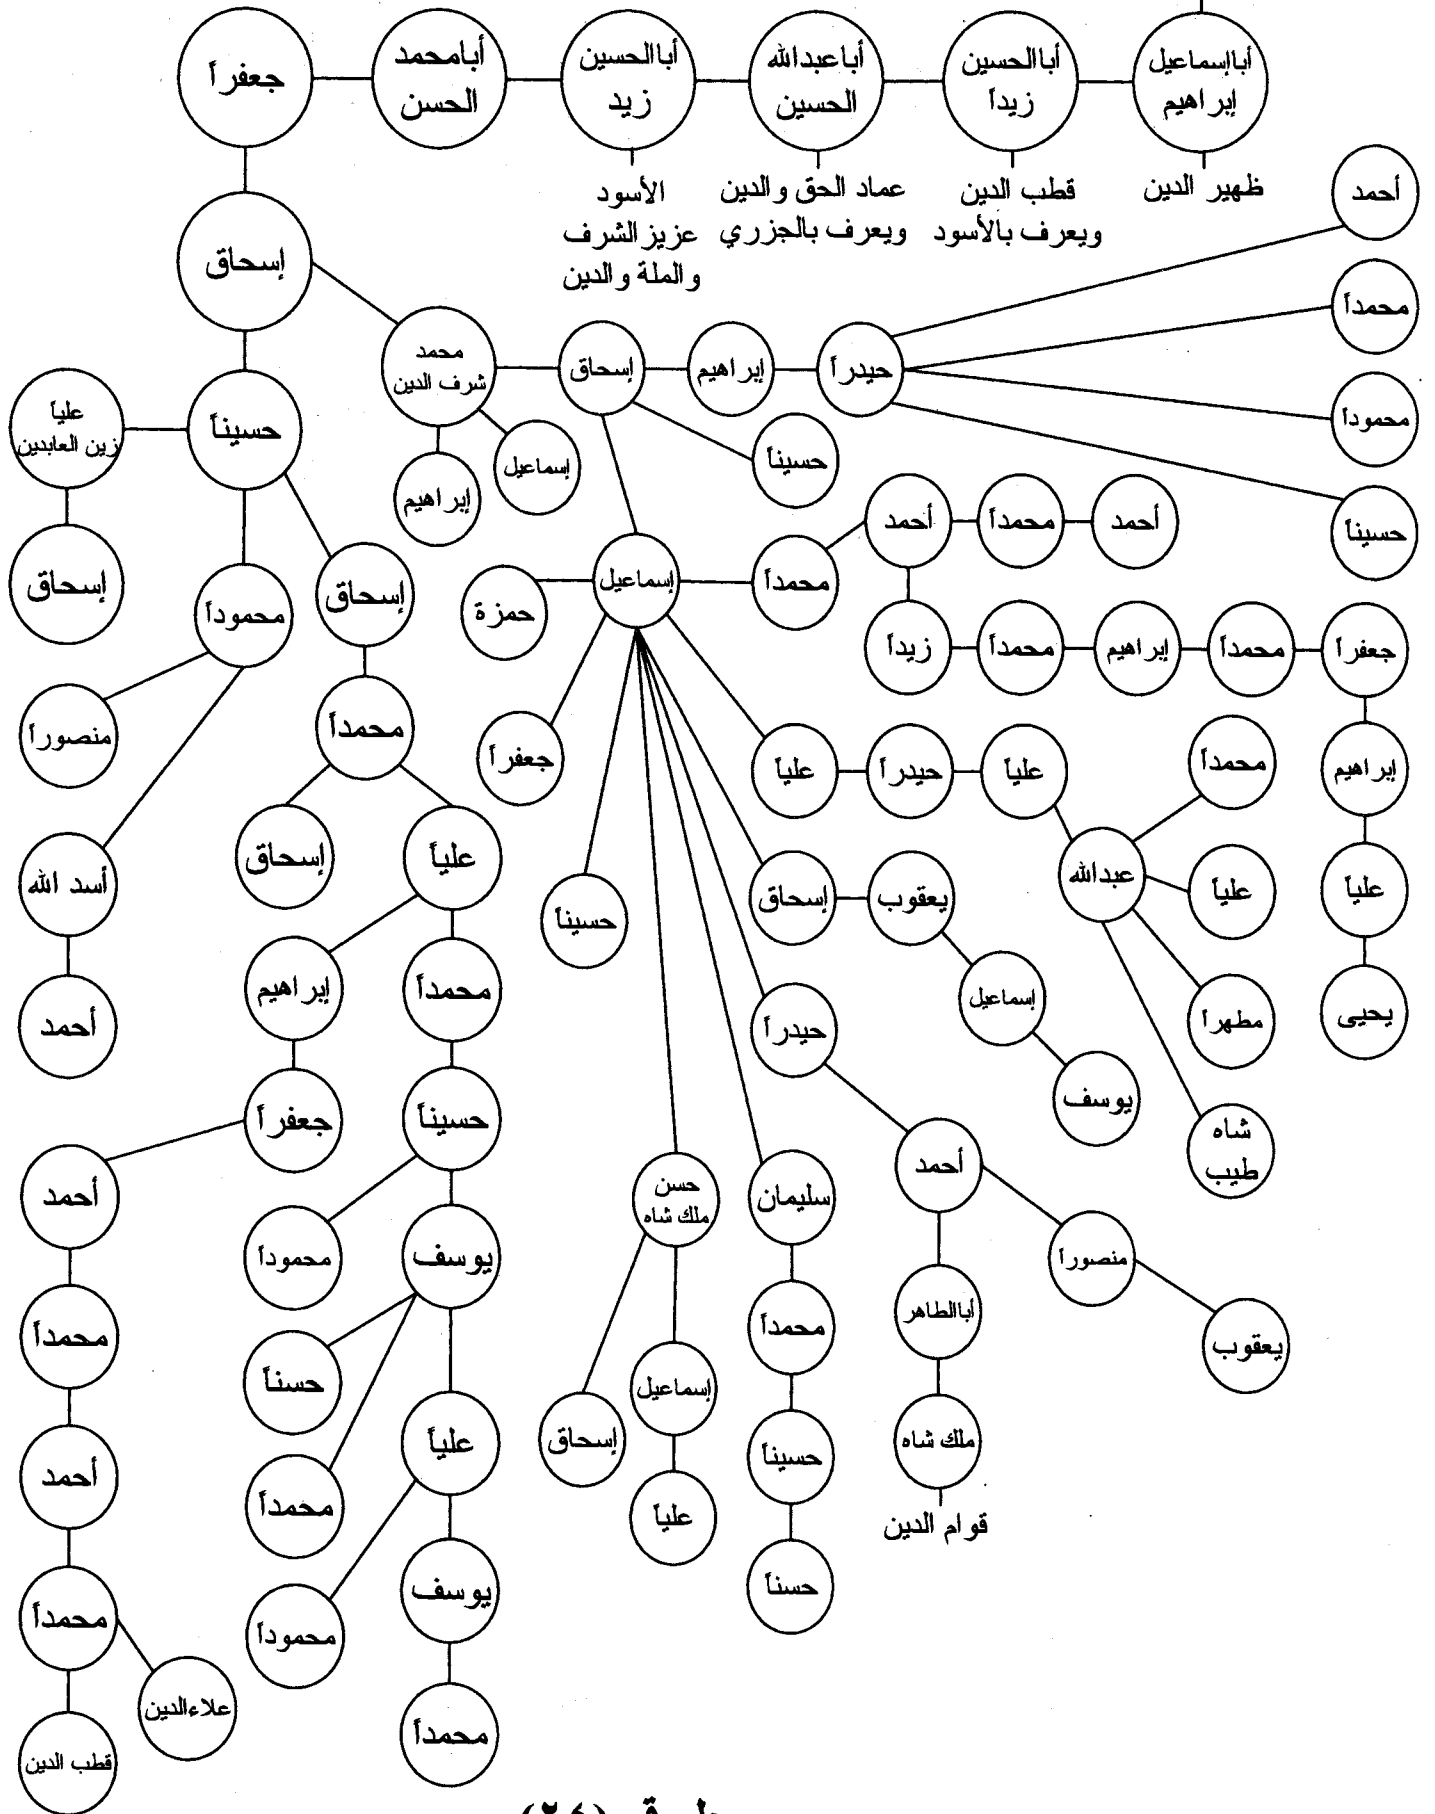 أباإسماعيل
إبراهيم
أباالحسين
زيداً
أباعبدالله
الحسين
أباالحسين
زيد
أبامحمد
الحسن
جعفراً
ظهير الدين
قطب الدين
ويعرف بالأسود
عماد الحق والدين
ويعرف بالجزري
الأسود
عزيز الشرف
والملة والدين
إسحاق
أحمد
محمداً
محموداً
حسيناً
حيدراً
إبراهيم
إسحاق
محمد
شرف الدين
حسيناً
إسماعيل
إبراهيم
حسيناً
علياً
زين العابدين
إسحاق
محموداً
إسحاق
أحمد
محمداً
أحمد
محمداً
إسماعيل
حمزة
جعفراً
محمداً
إبراهيم
محمداً
زيداً
إبراهيم
علياً
يحيى
علياً
حيدراً
علياً
عبدالله
محمداً
علياً
مطهراً
شاه
طيب
جعفراً
حسيناً
إسحاق
يعقوب
إسماعيل
يوسف
حيدراً
أحمد
منصوراً
يعقوب
أباالطاهر
ملك شاه
قوام الدين
سليمان
محمداً
حسيناً
حسناً
حسن
ملك شاه
إسماعيل
علياً
إسحاق
منصوراً
أسد الله
أحمد
محمداً
إسحاق
علياً
إبراهيم
محمداً
جعفراً
حسيناً
محموداً
يوسف
حسناً
محمداً
علياً
محموداً
يوسف
محمداً
أحمد
محمداً
أحمد
محمداً
علاءالدين
قطب الدين